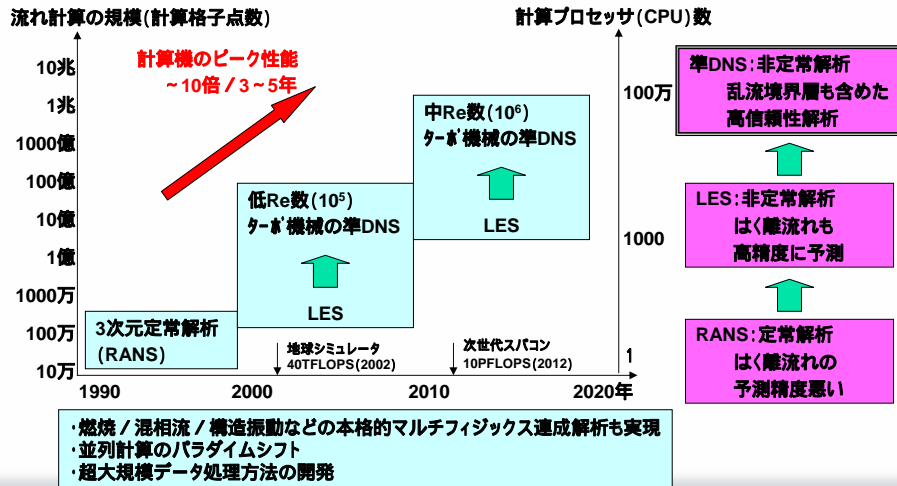 流れ計算の規模(計算格子点数)
計算プロセッサ(CPU)数
10兆
1兆
1000億
100億
10億
1億
1000万
100万
10万
計算機のピーク性能
~10倍/3~5年
3次元定常解析
(RANS)
低Re数(10⁵)
ターボ機械の準DNS
LES
中Re数(10⁶)
ターボ機械の準DNS
LES
地球シミュレータ
40TFLOPS(2002)
次世代スパコン
10PFLOPS(2012)
1990
2000
2010
2020年
100万
1000
1
準DNS:非定常解析
乱流境界層も含めた
高信頼性解析
LES:非定常解析
はく離流れも
高精度に予測
RANS:定常解析
はく離流れの
予測精度悪い
・燃焼/混相流/構造振動などの本格的マルチフィジックス連成解析も実現
・並列計算のパラダイムシフト
・超大規模データ処理方法の開発